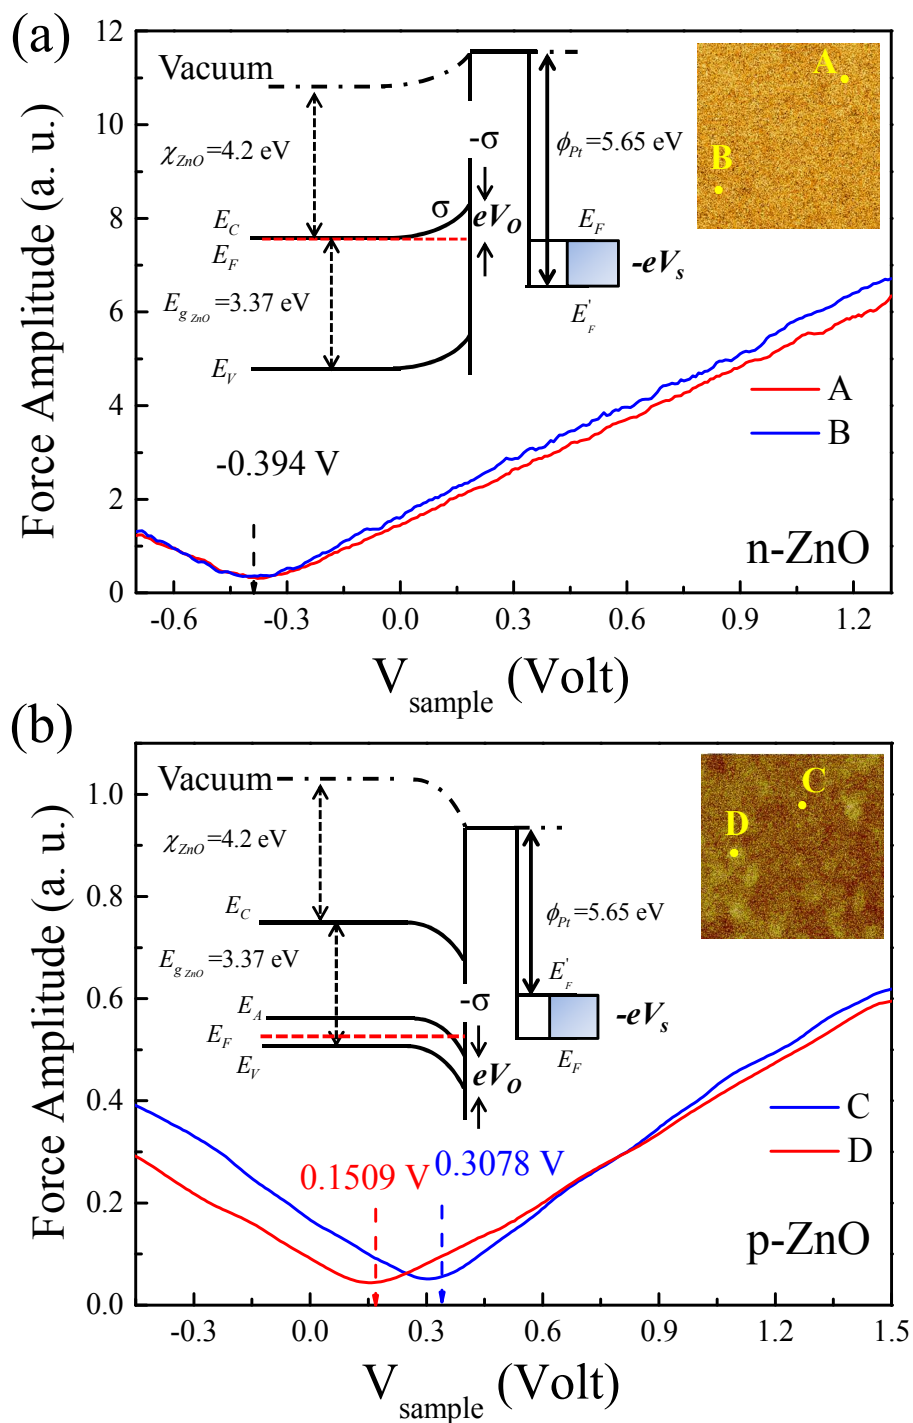 (a)
12
10
8
6
4
2
0
Force Amplitude (a. u.)
Vacuum
χZnO=4.2 eV
EC
EF
Eg ZnO=3.37 eV
EV
σ
-σ
eVO
ϕPt=5.65 eV
EF
-eVs
E'F
A
B
A
B
-0.394 V
n-ZnO
-0.6 -0.3 0.0 0.3 0.6 0.9 1.2
Vsample (Volt)
(b)
1.0
0.8
0.6
0.4
0.2
0.0
Force Amplitude (a. u.)
Vacuum
χZnO=4.2 eV
EC
Eg ZnO=3.37 eV
EA
EF
EV
-σ
eVO
ϕPt=5.65 eV
E'F
-eVs
EF
C
D
C
D
0.1509 V
0.3078 V
p-ZnO
-0.3 0.0 0.3 0.6 0.9 1.2 1.5
Vsample (Volt)